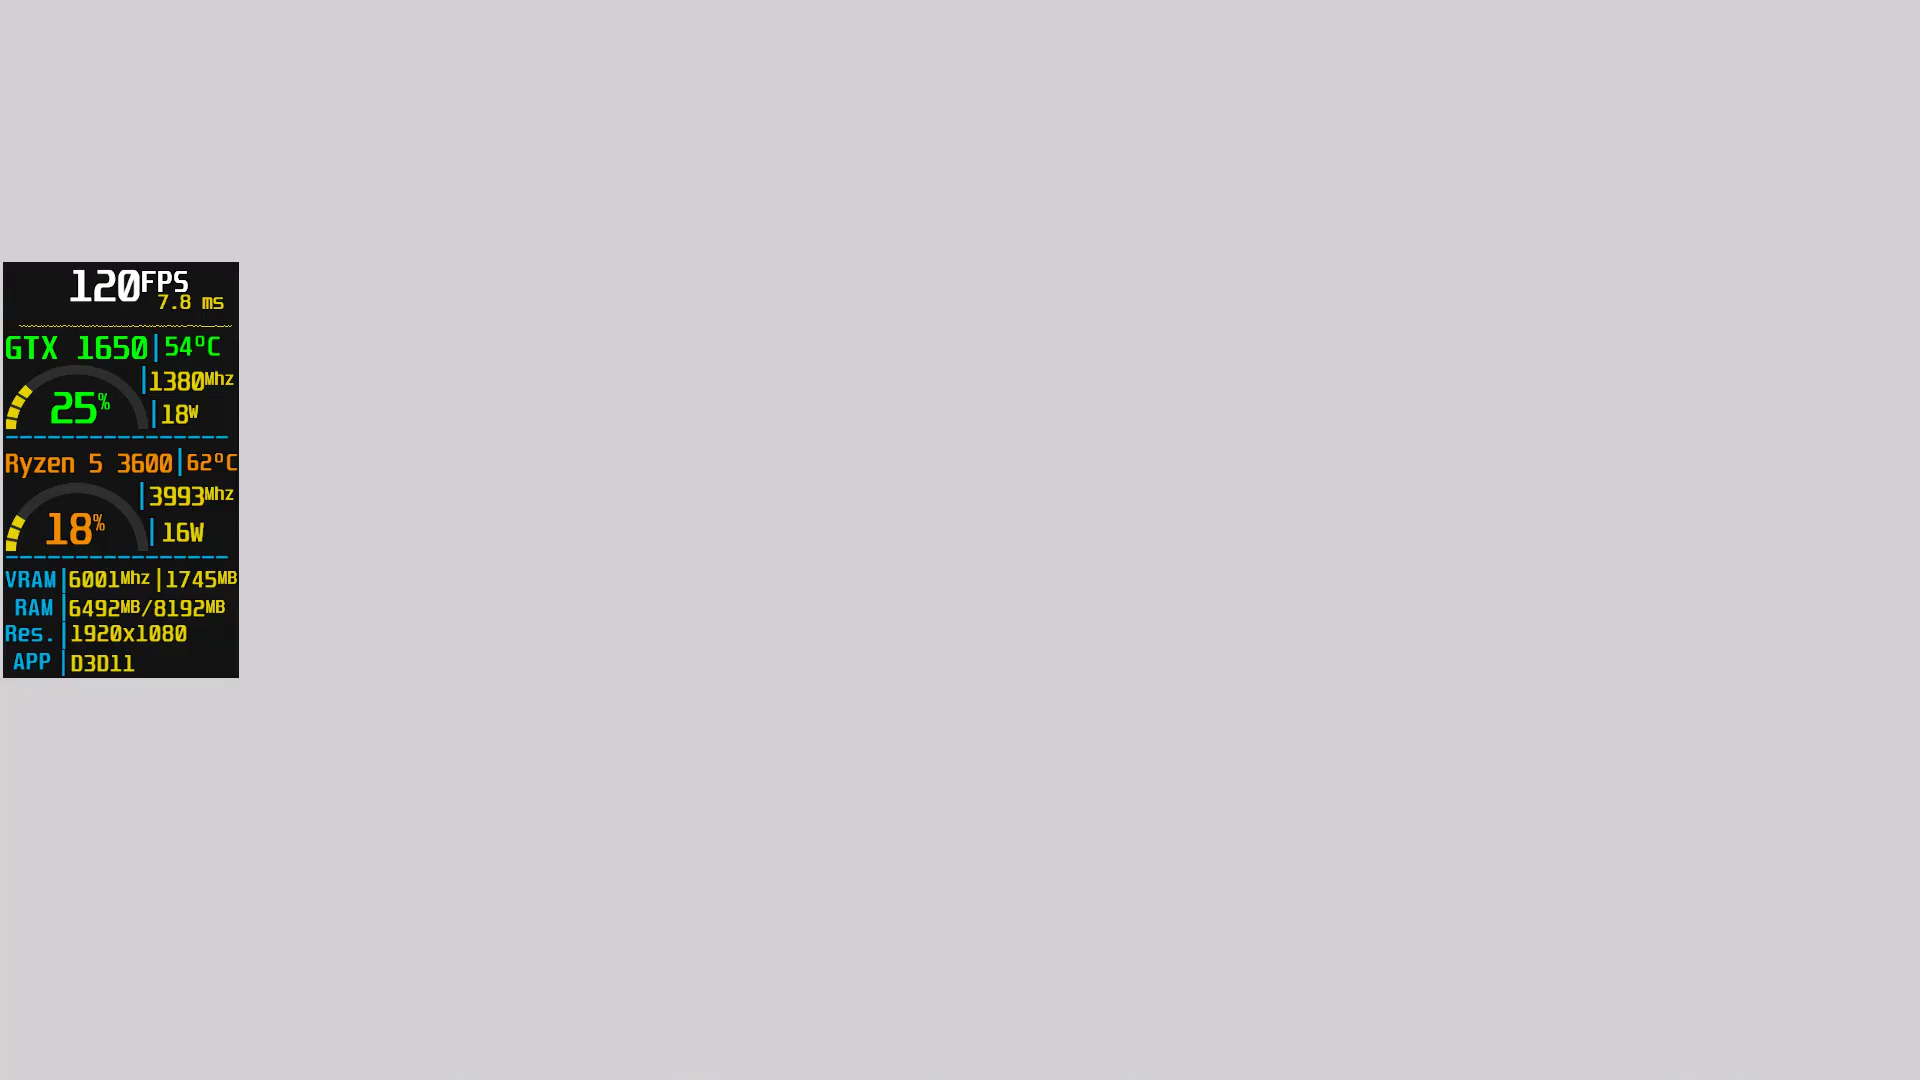 120FPS
7.8 ms
GTX 1650|54°C
|1380Mhz
25%
|18W
Ryzen 5 3600|62°C
|3993Mhz
18%
|16W
VRAM|6001Mhz|1745MB
RAM|6492MB/8192MB
Res.|1920x1080
APP|D3D11